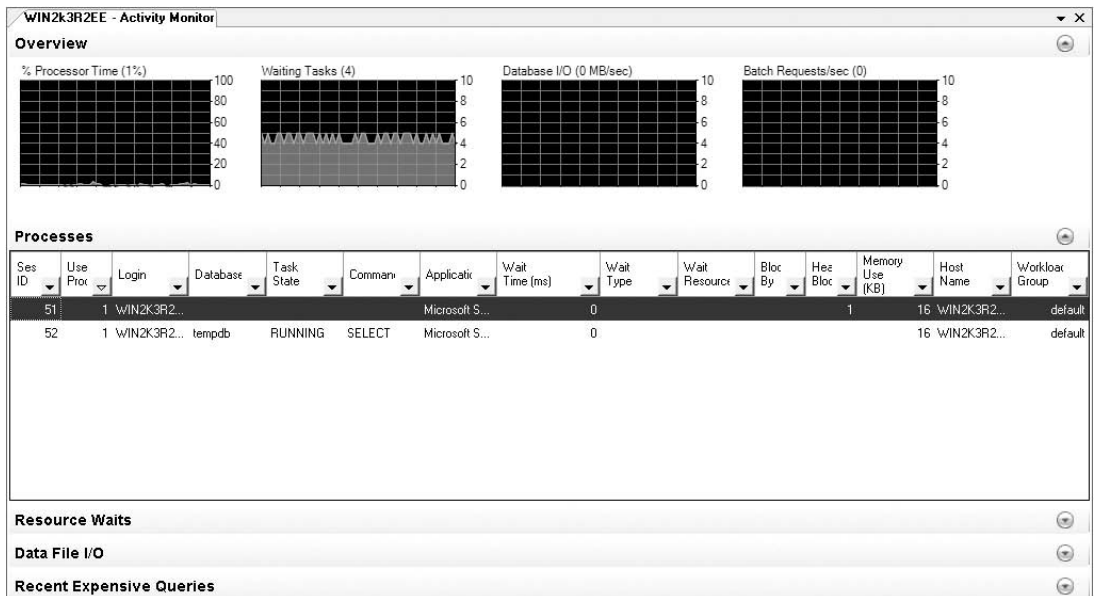 WIN2k3R2EE - Activity Monitor
Overview
% Processor Time (1%)
100
80
60
40
20
0
Waiting Tasks (4)
10
8
6
4
2
0
Database I/O (0 MB/sec)
10
8
6
4
2
0
Batch Requests/sec (0)
10
8
6
4
2
0
Processes
Ses ID Use Proc Login Database Task State Comman Applicatic Wait Time (ms) Wait Type Wait Resource Bloc By Hea Bloc Memory Use (KB) Host Name Workloac Group
51 1 WIN2K3R2... Microsoft S... 0 1 16 WIN2K3R2... default
52 1 WIN2K3R2... tempdb RUNNING SELECT Microsoft S... 0 16 WIN2K3R2... default
Resource Waits
Data File I/O
Recent Expensive Queries